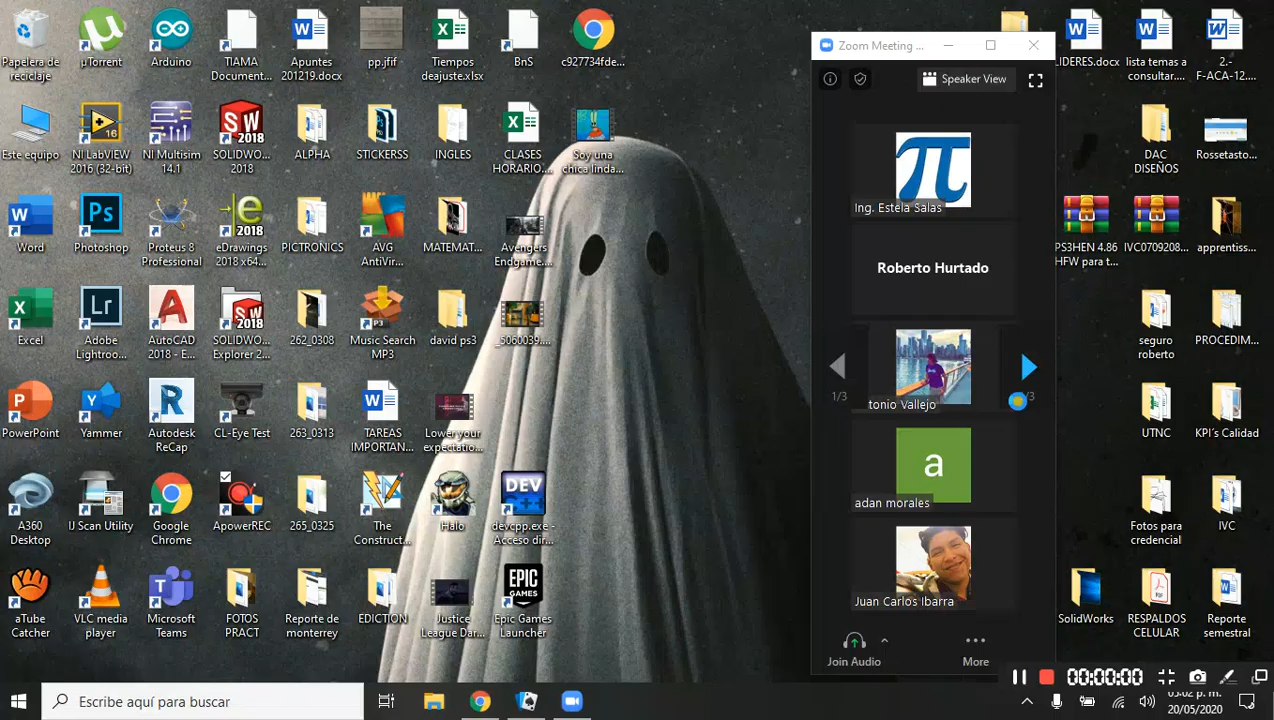 Papelera de reciclaje
µTorrent
Arduino
TIAMA Document...
Apuntes 201219.docx
pp.jfif
Tiempos deajuste.xlsx
BnS
c927734fde...
Este equipo
NI LabVIEW 2016 (32-bit)
NI Multisim 14.1
SOLIDWO... 2018
ALPHA
STICKERSS
INGLES
CLASES HORARIO....
Soy una chica linda...
Word
Photoshop
Proteus 8 Professional
eDrawings 2018 x64...
PICTRONICS
AVG AntiVir...
MATEMAT...
Avengers Endgame....
Excel
Adobe Lightroo...
AutoCAD 2018 - E...
SOLIDWORKS Explorer 2...
262_0308
Music Search MP3
david ps3
_5060039...
PowerPoint
Yammer
Autodesk ReCap
CL-Eye Test
263_0313
TAREAS IMPORTAN...
Lower your expectatio...
A360 Desktop
IJ Scan Utility
Google Chrome
ApowerREC
265_0325
The Construct...
Halo
devcpp.exe - Acceso dir...
aTube Catcher
VLC media player
Microsoft Teams
FOTOS PRACT
Reporte de monterrey
EDICTION
Justice League Dar...
Epic Games Launcher
Zoom Meeting ...
Speaker View
Ing. Estela Salas
Roberto Hurtado
tonio Vallejo
1/3
/3
a
adan morales
Juan Carlos Ibarra
Join Audio
More
LIDERES.docx
lista temas a consultar....
2.- F-ACA-12....
DAC DISEÑOS
Rossetasto...
PS3HEN 4.86 HFW para t...
IVC0709208...
apprentiss...
seguro roberto
PROCEDIM...
UTNC
KPI´s Calidad
Fotos para credencial
IVC
SolidWorks
RESPALDOS CELULAR
Reporte semestral
00:00:00
Escribe aquí para buscar
05:02 p. m.
20/05/2020